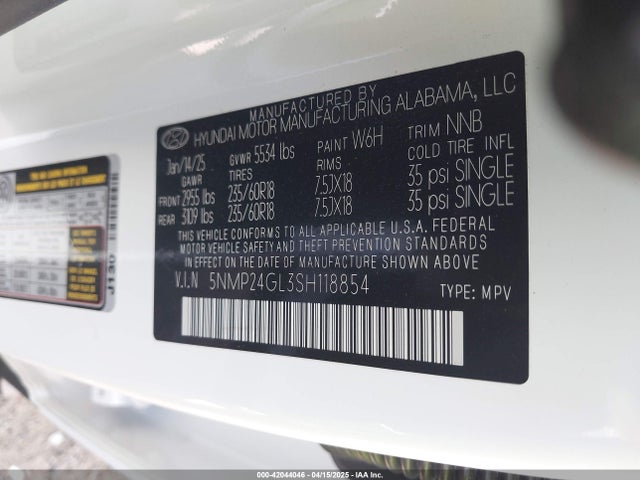 MANUFACTURED BY
HYUNDAI MOTOR MANUFACTURING ALABAMA, LLC
Jan/14/25 GVWR 5534 lbs PAINT W6H TRIM NNB
GAWR TIRES RIMS COLD TIRE INFL
FRONT 2955 lbs 235/60R18 7.5JX18 35 psi SINGLE
REAR 3109 lbs 235/60R18 7.5JX18 35 psi SINGLE
THIS VEHICLE CONFORMS TO ALL APPLICABLE U.S.A. FEDERAL
MOTOR VEHICLE SAFETY AND THEFT PREVENTION STANDARDS
IN EFFECT ON THE DATE OF MANUFACTURE SHOWN ABOVE.
V.I.N 5NMP24GL3SH118854 TYPE: MPV
J130
000-42044046 - 04/15/2025 - IAA Inc.